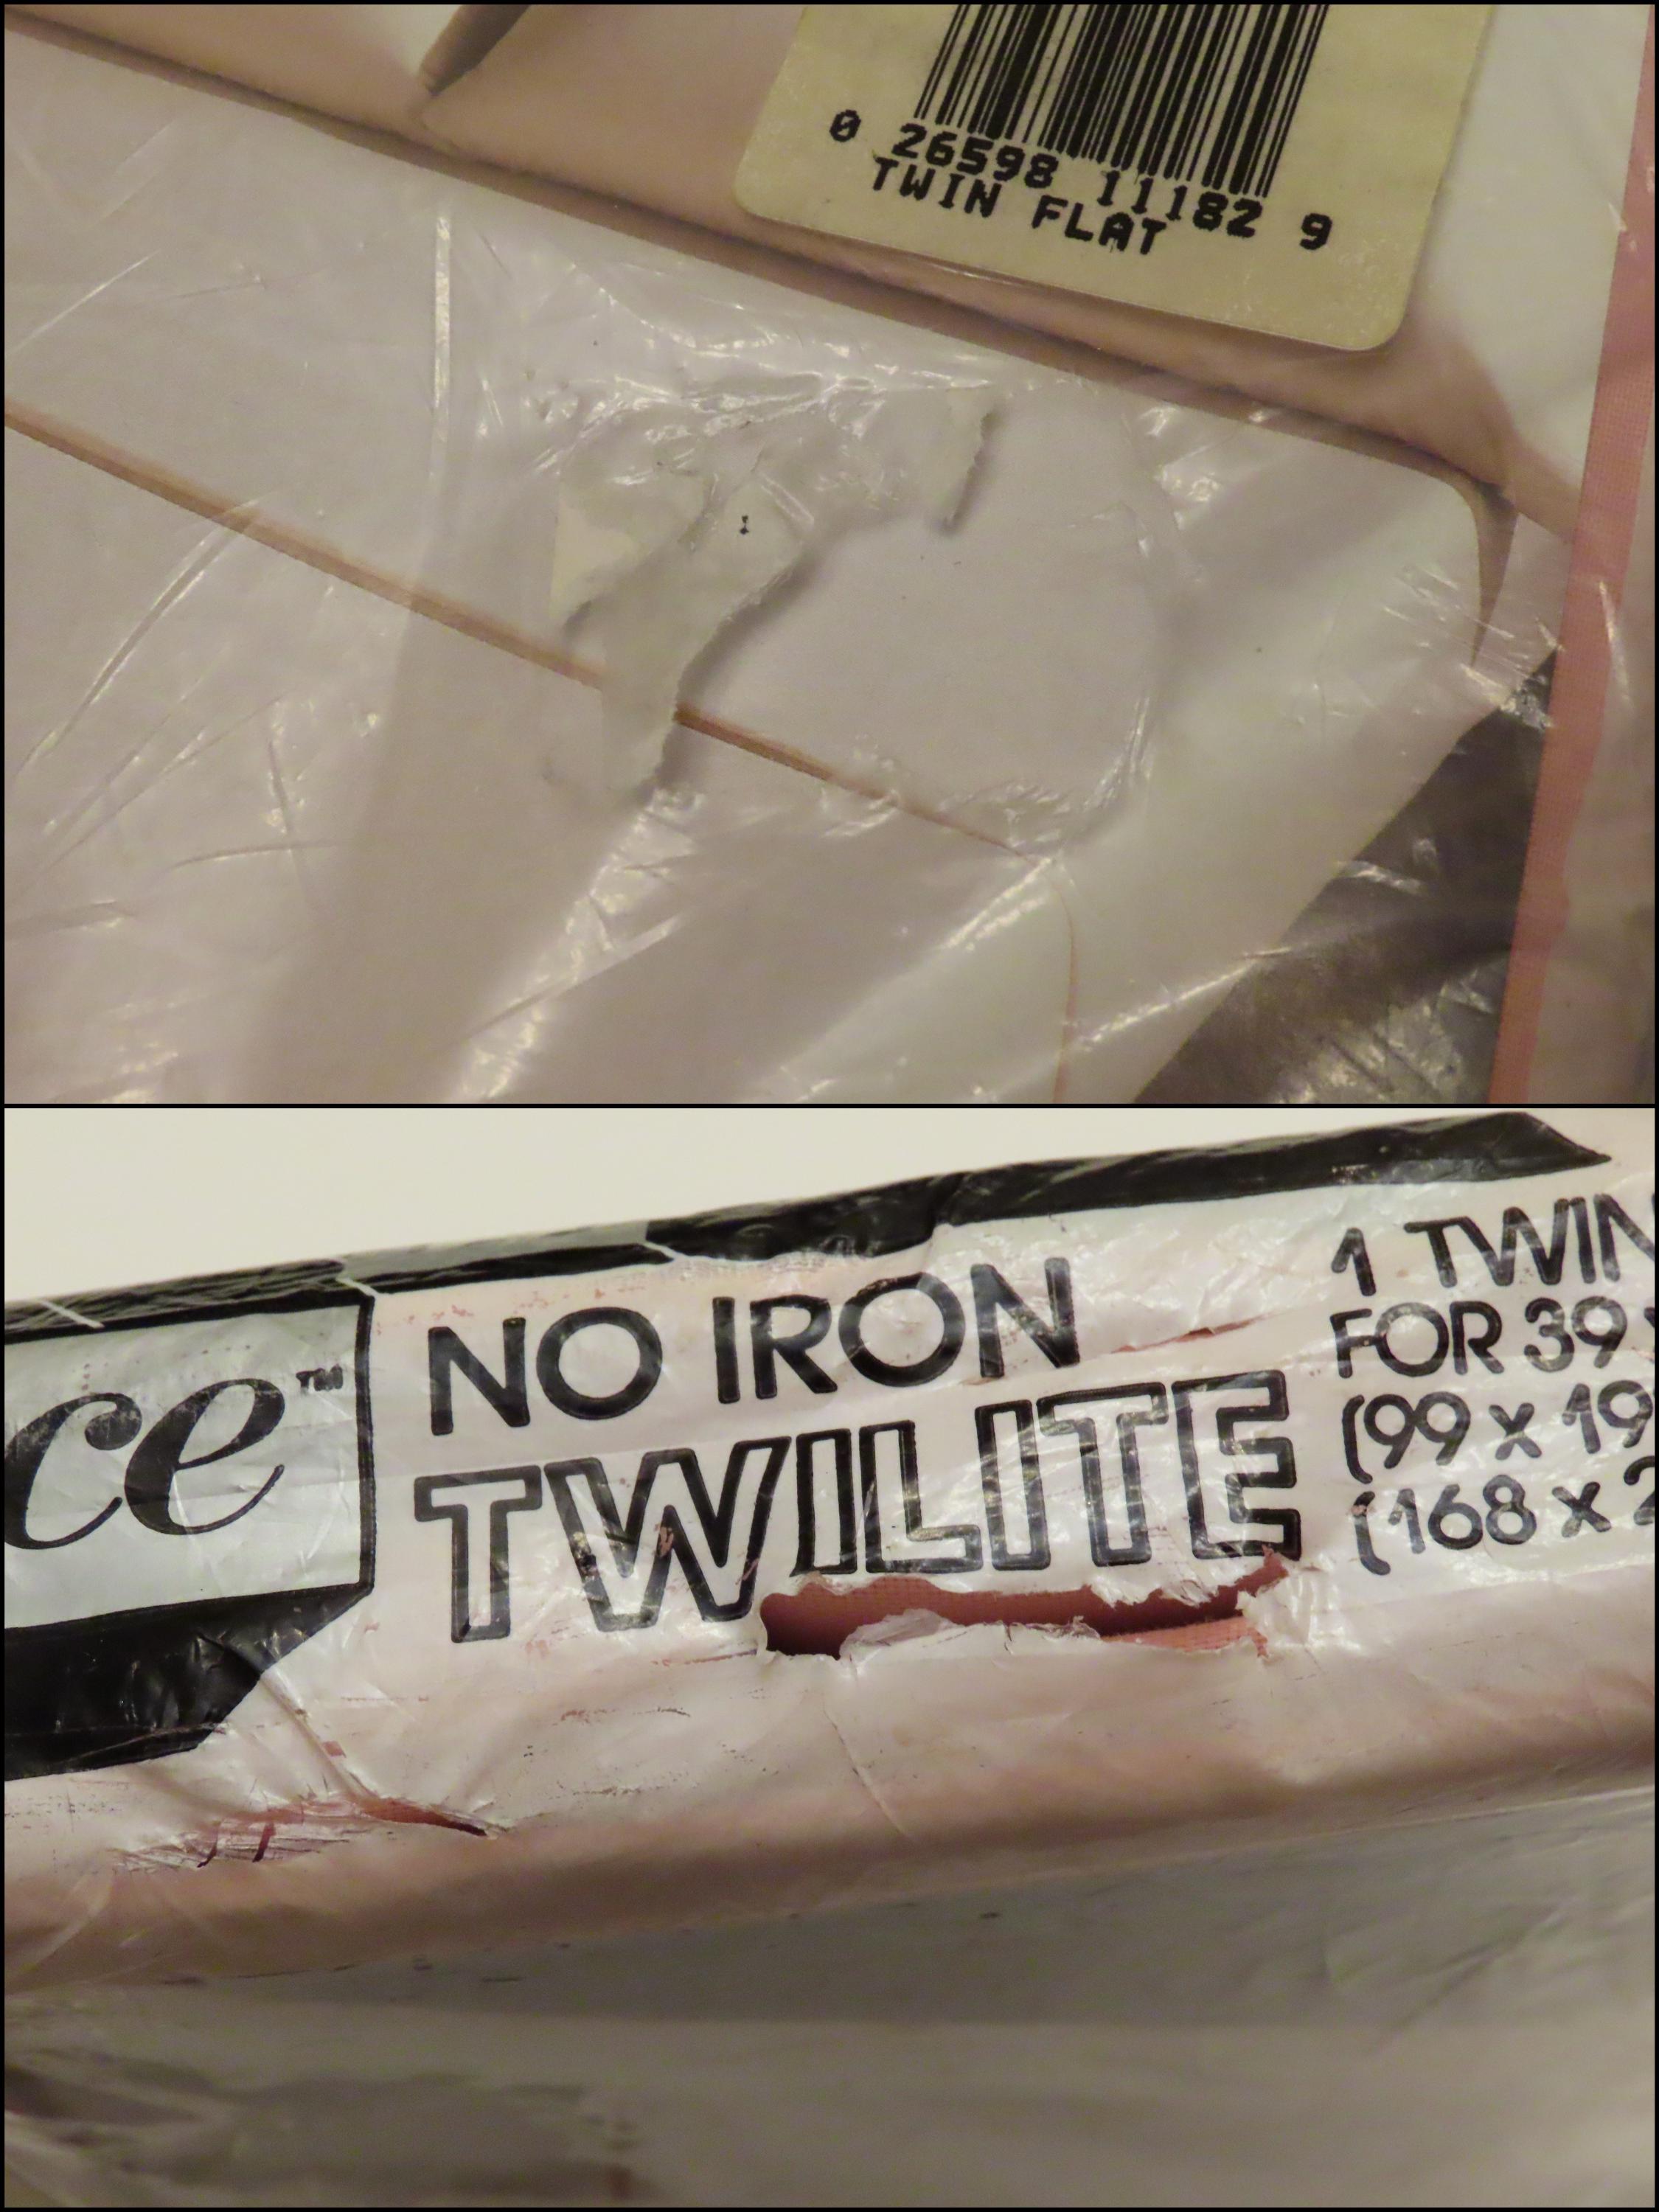 0 26598 11182 9
TWIN FLAT
ce™
NO IRON
TWILITE
1 TWIN
FOR 39
(99 x 19
(168 x 2